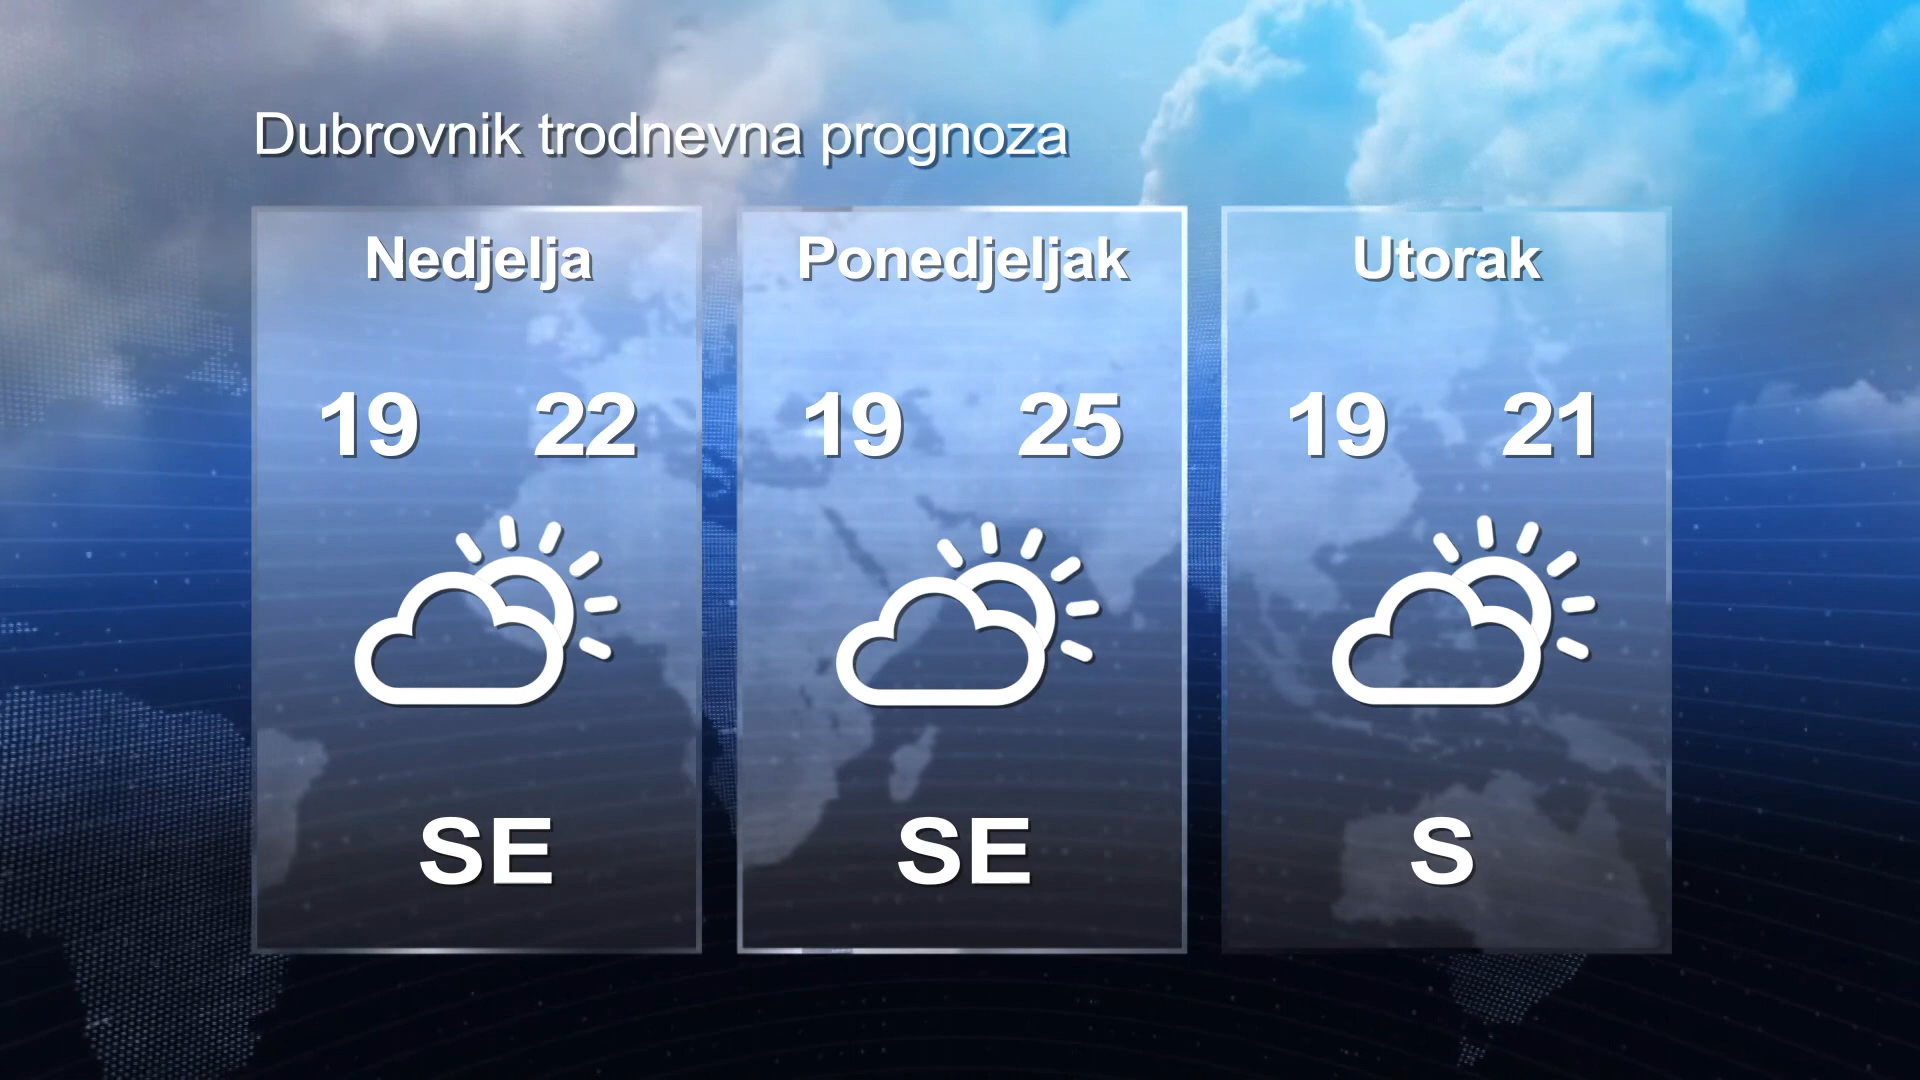 Dubrovnik trodnevna prognoza
Nedjelja
19 22
SE
Ponedjeljak
19 25
SE
Utorak
19 21
S